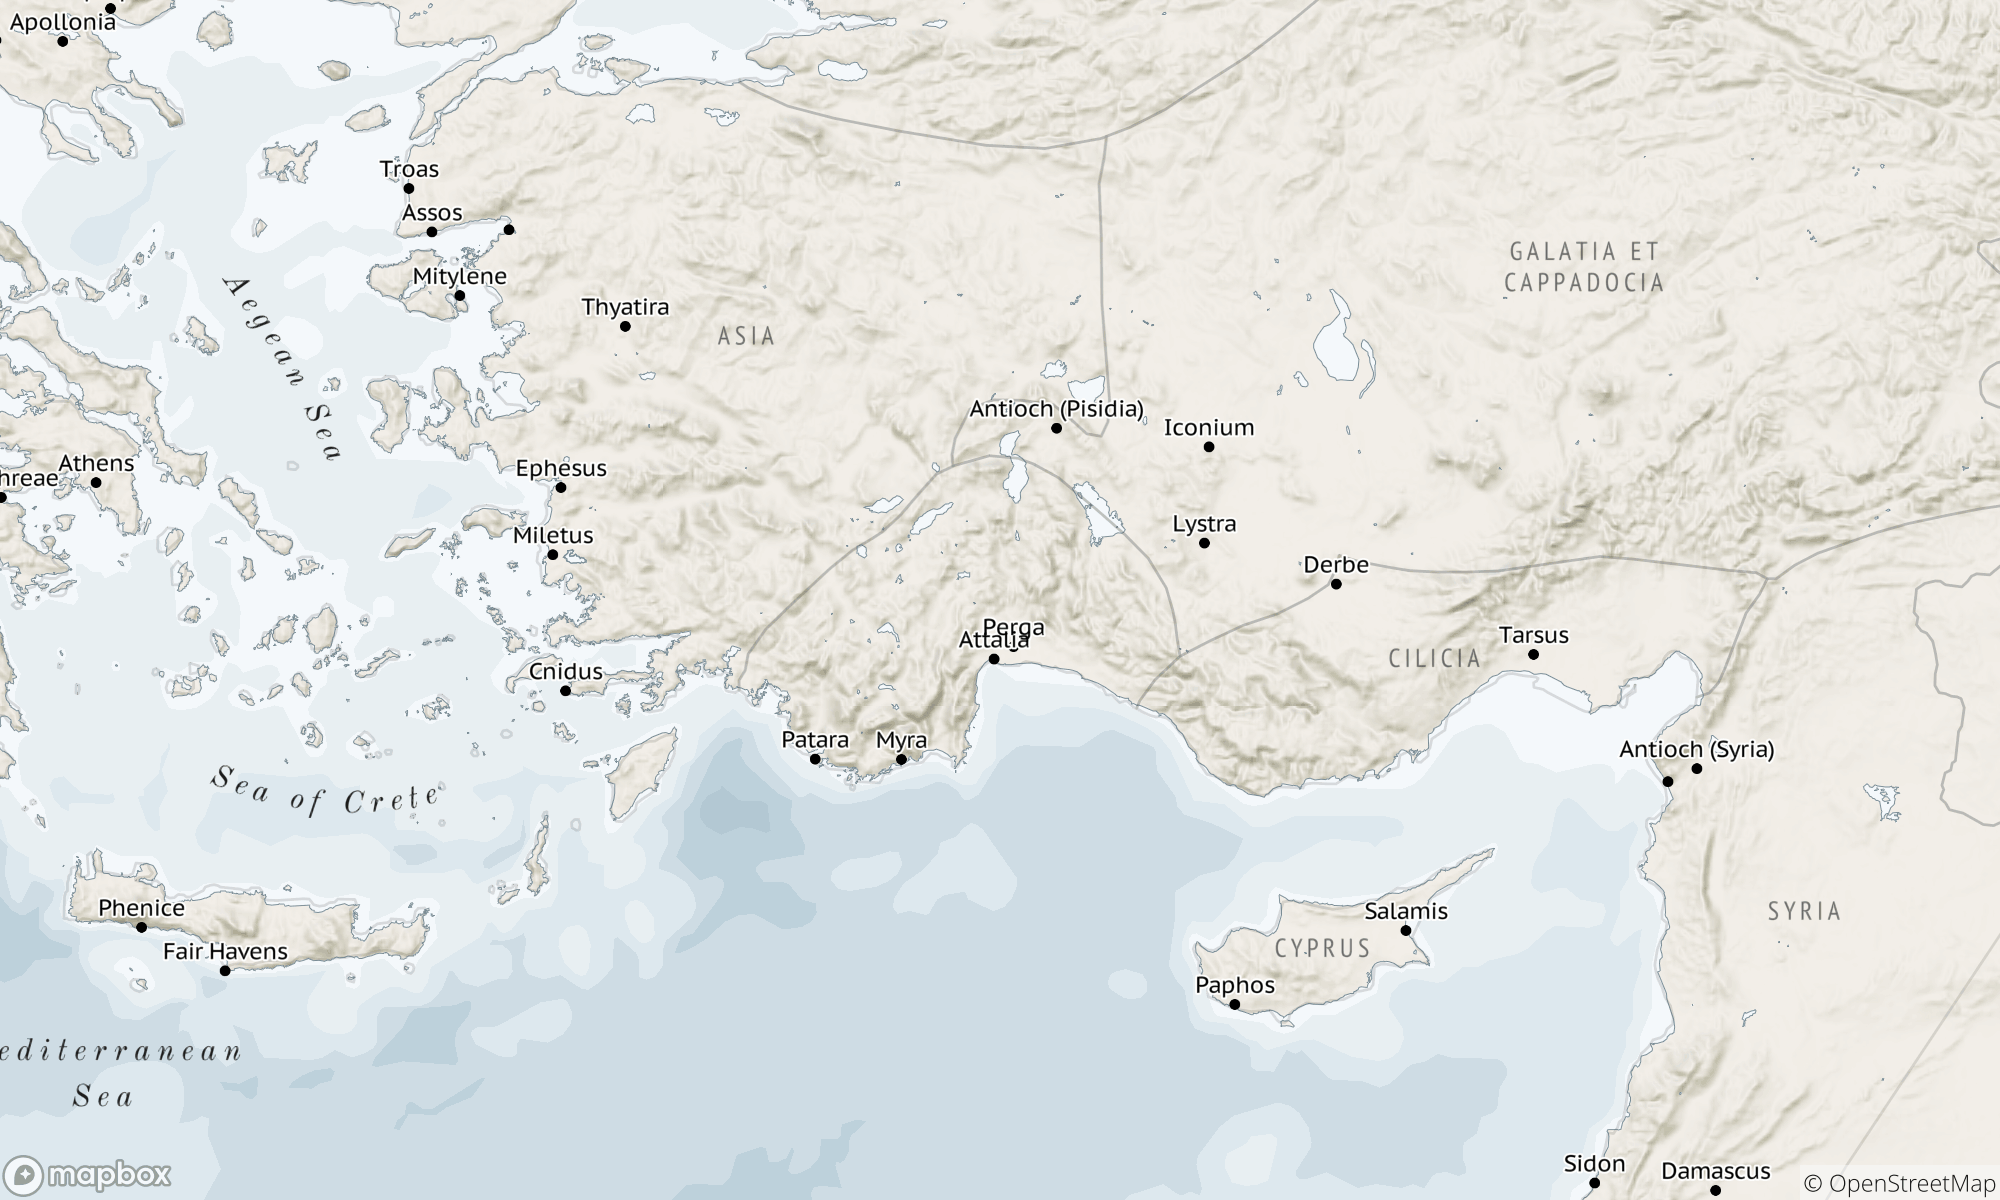 Apollonia
Troas
Assos
Mitylene
Thyatira
ASIA
GALATIA ET
CAPPADOCIA
Aegean Sea
Antioch (Pisidia)
Iconium
Athens
hreae
Ephesus
Miletus
Lystra
Derbe
Perga
Attalia
Tarsus
CILICIA
Cnidus
Patara
Myra
Antioch (Syria)
Sea of Crete
Phenice
Fair Havens
Salamis
CYPRUS
Paphos
SYRIA
editerranean
Sea
Sidon
Damascus
mapbox
© OpenStreetMap